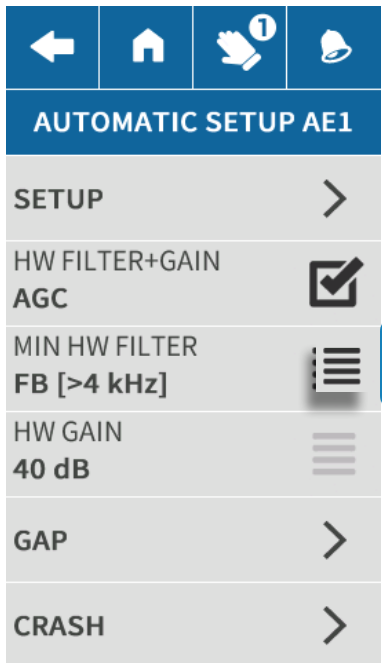 1
AUTOMATIC SETUP AE1
SETUP
HW FILTER+GAIN
AGC
MIN HW FILTER
FB [>4 kHz]
HW GAIN
40 dB
GAP
CRASH